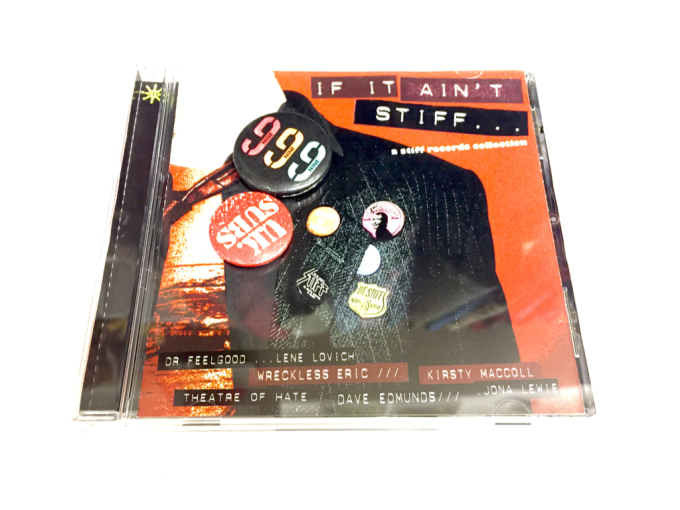 IF IT AIN'T
STIFF...
a stiff records collection
999
U.K.
SUBS
STIFF
DR FEELGOOD ...LENE LOVICH
WRECKLESS ERIC ///
KIRSTY MACCOLL
THEATRE OF HATE
DAVE EDMUNDS///
.JONA LEWIE